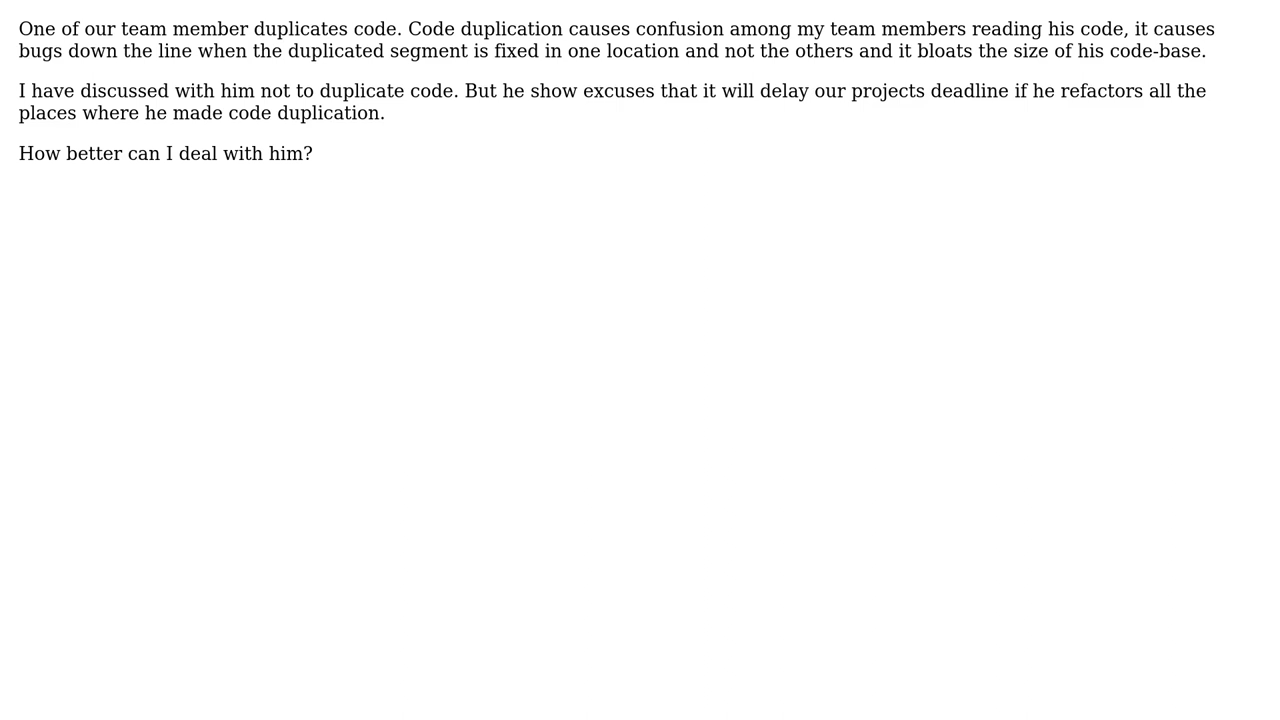 One of our team member duplicates code. Code duplication causes confusion among my team members reading his code, it causes
bugs down the line when the duplicated segment is fixed in one location and not the others and it bloats the size of his code-base.
I have discussed with him not to duplicate code. But he show excuses that it will delay our projects deadline if he refactors all the
places where he made code duplication.
How better can I deal with him?